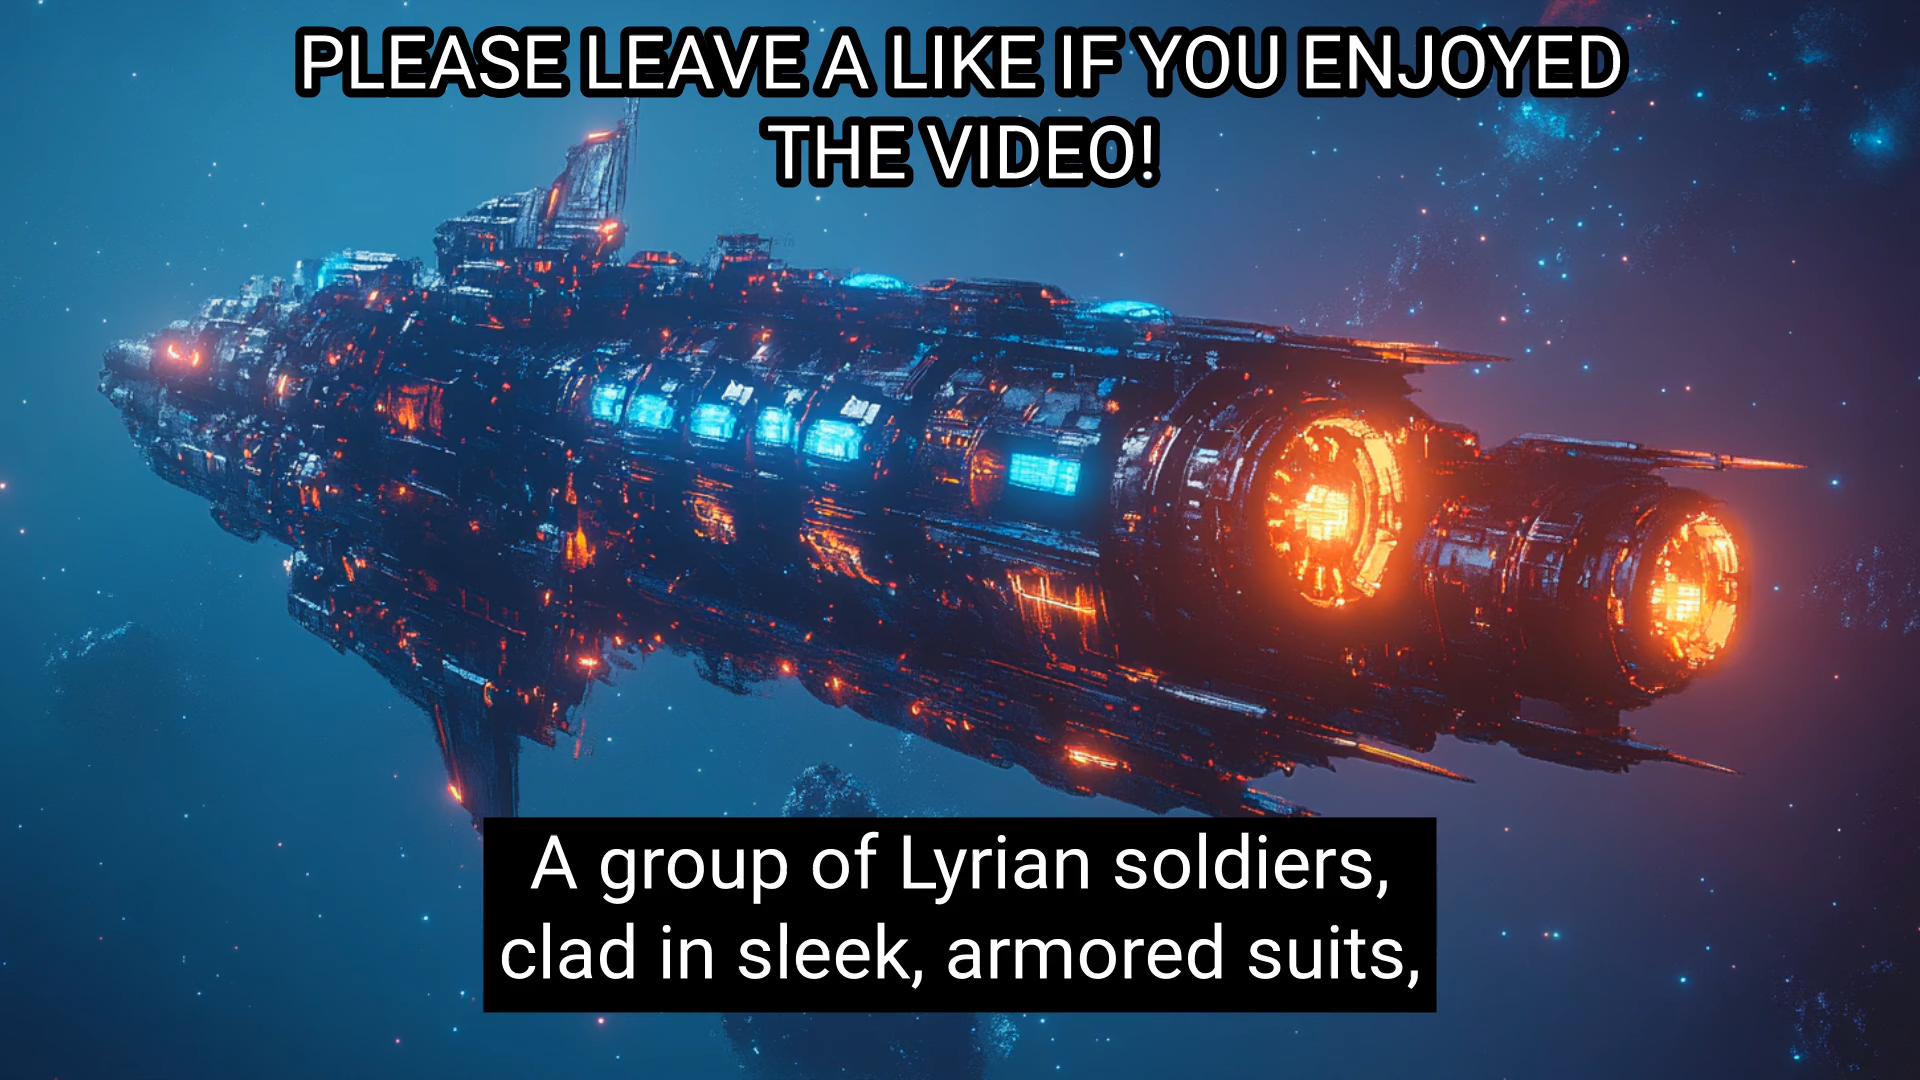 PLEASE LEAVE A LIKE IF YOU ENJOYED
THE VIDEO!
A group of Lyrian soldiers,
clad in sleek, armored suits,